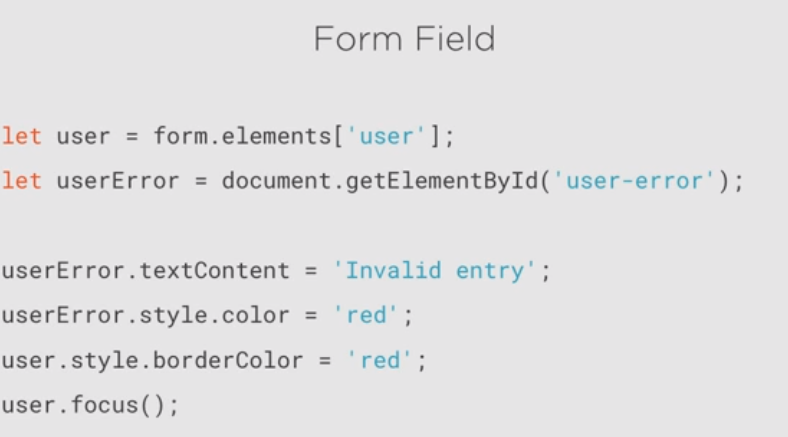 Form Field
let user = form.elements['user'];
let userError = document.getElementById('user-error');
userError.textContent = 'Invalid entry';
userError.style.color = 'red';
user.style.borderColor = 'red';
user.focus();